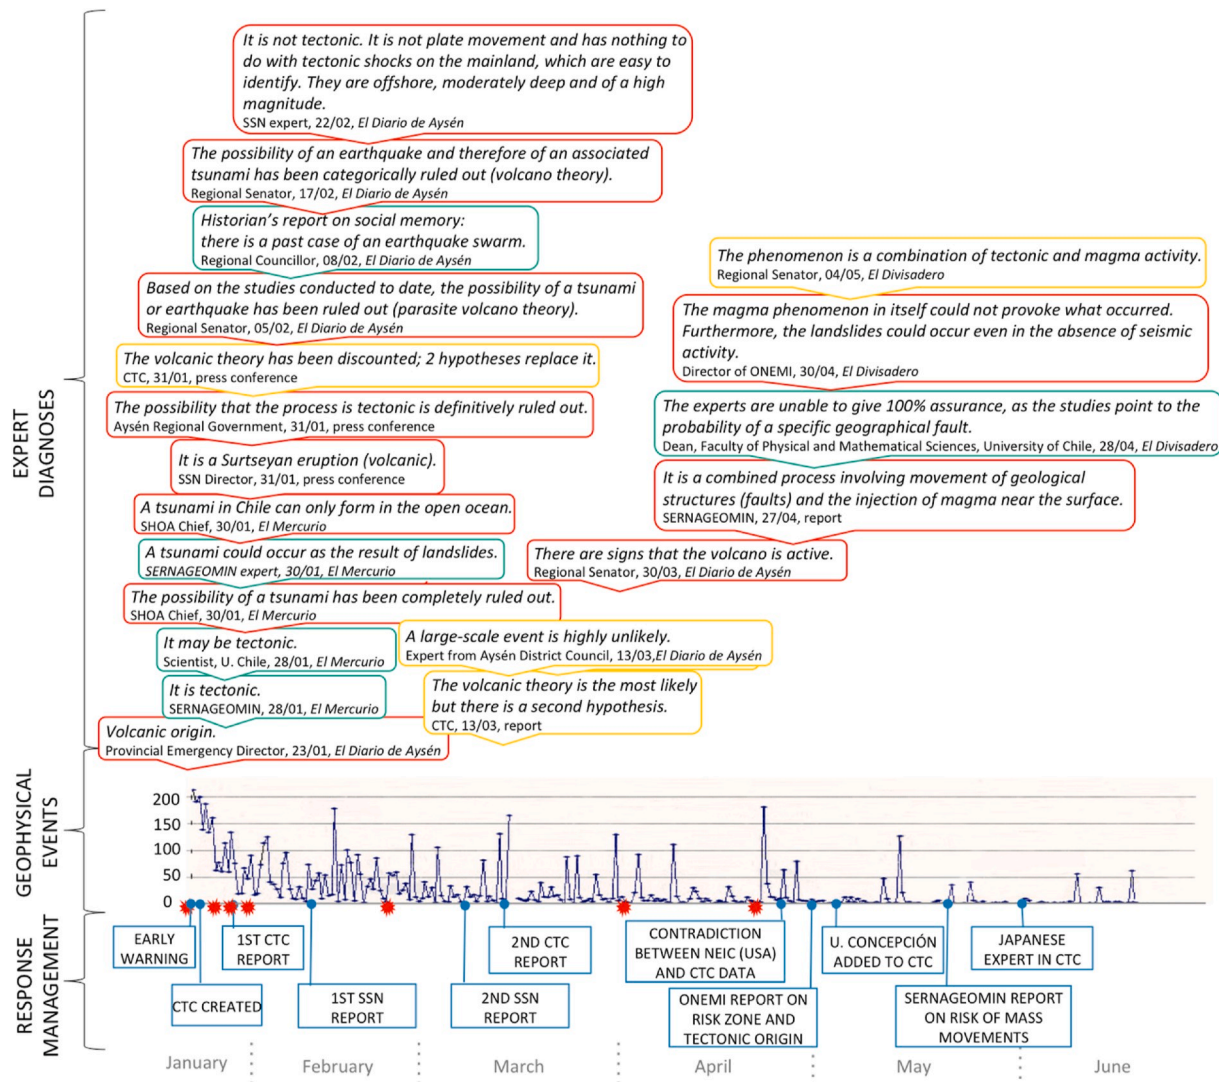 EXPERT
DIAGNOSES
It is not tectonic. It is not plate movement and has nothing to
do with tectonic shocks on the mainland, which are easy to
identify. They are offshore, moderately deep and of a high
magnitude.
SSN expert, 22/02, El Diario de Aysén
The possibility of an earthquake and therefore of an associated
tsunami has been categorically ruled out (volcano theory).
Regional Senator, 17/02, El Diario de Aysén
Historian's report on social memory:
there is a past case of an earthquake swarm.
Regional Councillor, 08/02, El Diario de Aysén
Based on the studies conducted to date, the possibility of a tsunami
or earthquake has been ruled out (parasite volcano theory).
Regional Senator, 05/02, El Diario de Aysén
The volcanic theory has been discounted; 2 hypotheses replace it.
CTC, 31/01, press conference
The possibility that the process is tectonic is definitively ruled out.
Aysén Regional Government, 31/01, press conference
It is a Surtseyan eruption (volcanic).
SSN Director, 31/01, press conference
A tsunami in Chile can only form in the open ocean.
SHOA Chief, 30/01, El Mercurio
A tsunami could occur as the result of landslides.
SERNAGEOMIN expert, 30/01, El Mercurio
The possibility of a tsunami has been completely ruled out.
SHOA Chief, 30/01, El Mercurio
It may be tectonic.
Scientist, U. Chile, 28/01, El Mercurio
It is tectonic.
SERNAGEOMIN, 28/01, El Mercurio
Volcanic origin.
Provincial Emergency Director, 23/01, El Diario de Aysén
A large-scale event is highly unlikely.
Expert from Aysén District Council, 13/03,El Diario de Aysén
The volcanic theory is the most likely
but there is a second hypothesis.
CTC, 13/03, report
The phenomenon is a combination of tectonic and magma activity.
Regional Senator, 04/05, El Divisadero
The magma phenomenon in itself could not provoke what occurred.
Furthermore, the landslides could occur even in the absence of seismic
activity.
Director of ONEMI, 30/04, El Divisadero
The experts are unable to give 100% assurance, as the studies point to the
probability of a specific geographical fault.
Dean, Faculty of Physical and Mathematical Sciences, University of Chile, 28/04, El Divisadero
It is a combined process involving movement of geological
structures (faults) and the injection of magma near the surface.
SERNAGEOMIN, 27/04, report
There are signs that the volcano is active.
Regional Senator, 30/03, El Diario de Aysén
GEOPHYSICAL
EVENTS
200
150
100
50
0
RESPONSE
MANAGEMENT
EARLY
WARNING
CTC CREATED
1ST CTC
REPORT
1ST SSN
REPORT
2ND SSN
REPORT
2ND CTC
REPORT
CONTRADICTION
BETWEEN NEIC (USA)
AND CTC DATA
ONEMI REPORT ON
RISK ZONE AND
TECTONIC ORIGIN
U. CONCEPCIÓN
ADDED TO CTC
SERNAGEOMIN REPORT
ON RISK OF MASS
MOVEMENTS
JAPANESE
EXPERT IN CTC
January
February
March
April
May
June